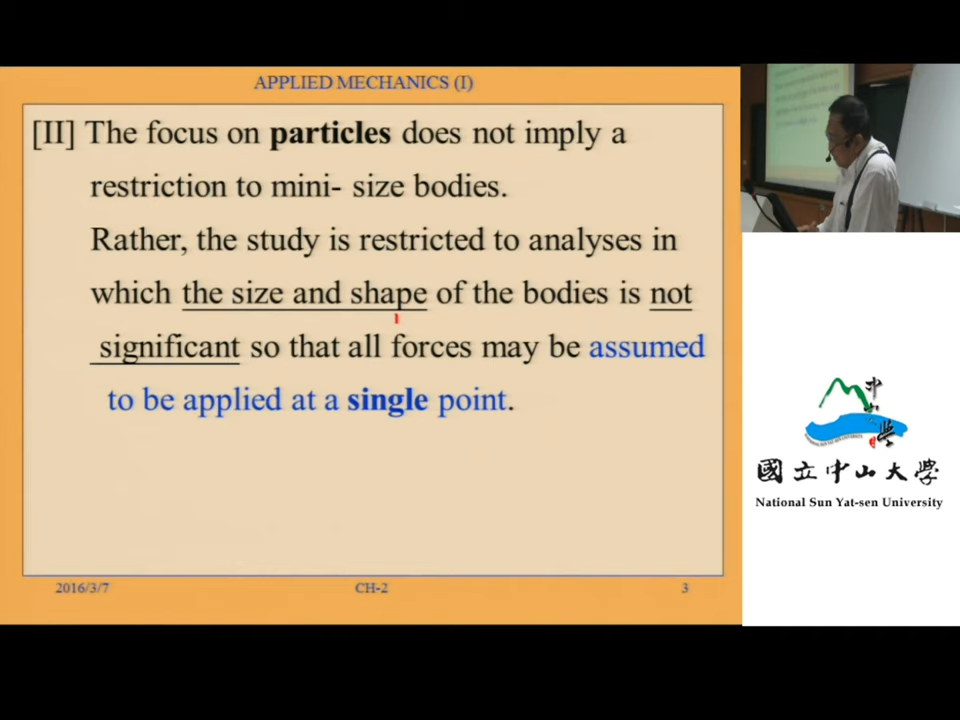 APPLIED MECHANICS (I)
[II] The focus on particles does not imply a
restriction to mini- size bodies.
Rather, the study is restricted to analyses in
which the size and shape of the bodies is not
significant so that all forces may be assumed
to be applied at a single point.
2016/3/7
CH-2
3
國立中山大學
National Sun Yat-sen University